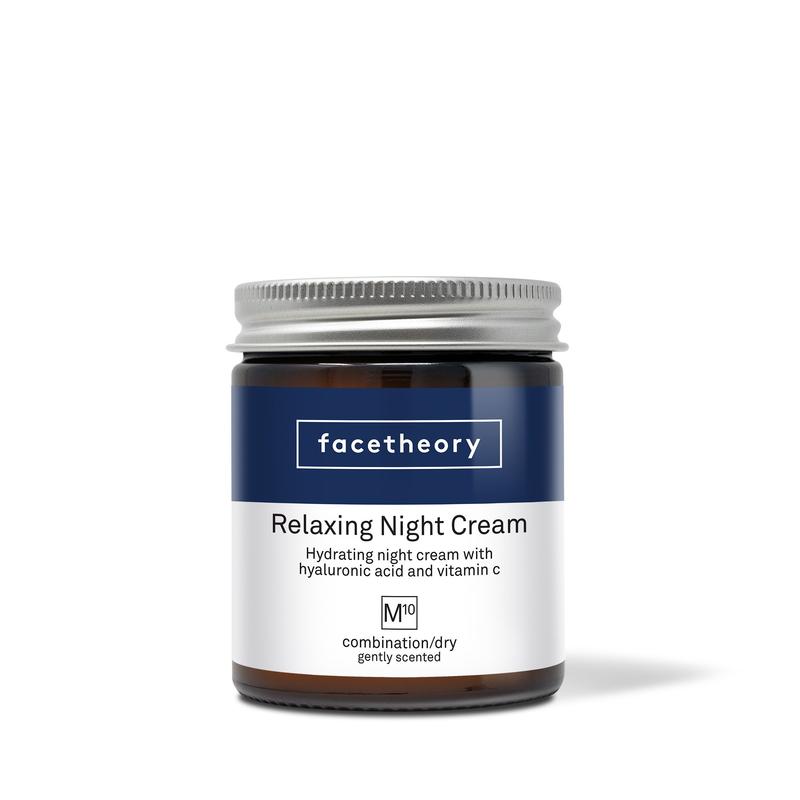 facetheory
Relaxing Night Cream
Hydrating night cream with
hyaluronic acid and vitamin c
M¹⁰
combination/dry
gently scented